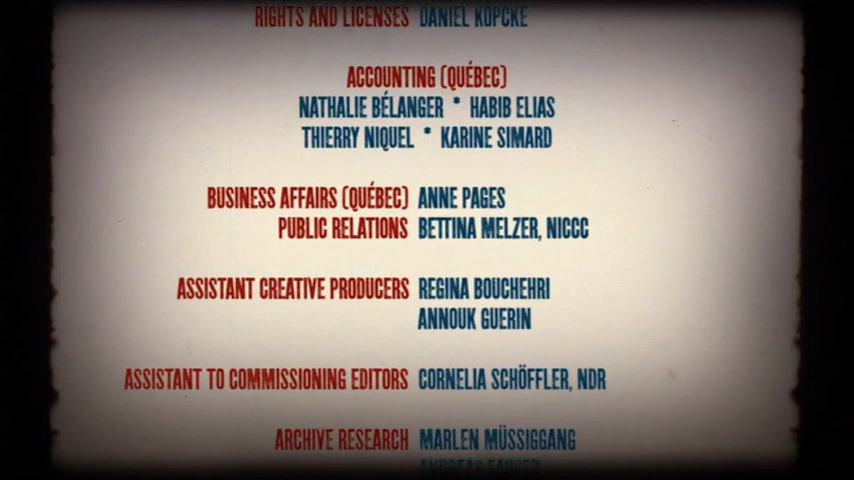 RIGHTS AND LICENSES DANIEL KÖPCKE
ACCOUNTING (QUÉBEC)
NATHALIE BÉLANGER * HABIB ELIAS
THIERRY NIQUEL * KARINE SIMARD
BUSINESS AFFAIRS (QUÉBEC) ANNE PAGES
PUBLIC RELATIONS BETTINA MELZER, NICCC
ASSISTANT CREATIVE PRODUCERS REGINA BOUCHEHRI
ANNOUK GUERIN
ASSISTANT TO COMMISSIONING EDITORS CORNELIA SCHÖFFLER, NDR
ARCHIVE RESEARCH MARLEN MÜSSIGGANG
ANDREAS